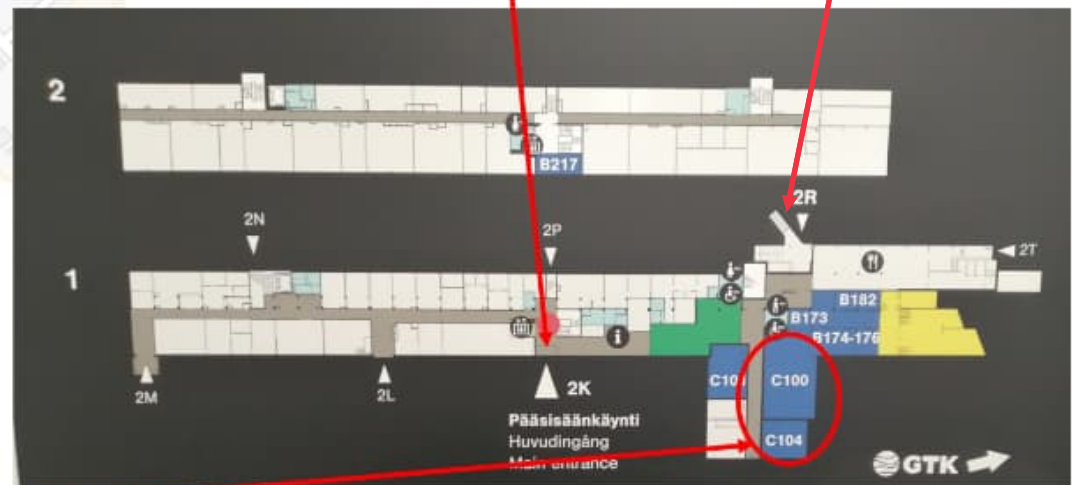 2
B217
2N
2P
2R
2T
1
B182
B173
B174-176
C100
2M
2L
2K
C104
Pääsisäänkäynti
Huvudingång
Main entrance
GTK